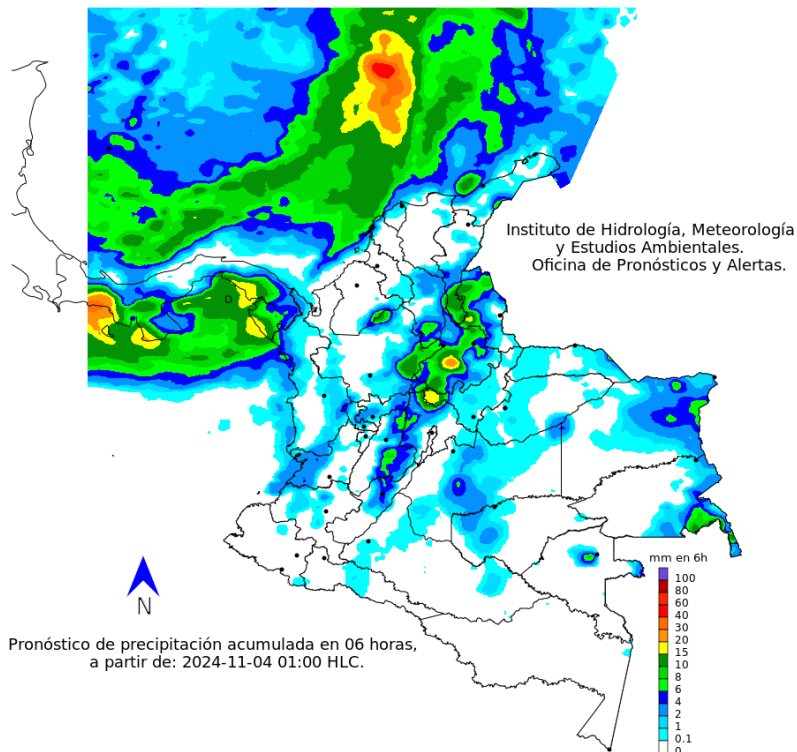 Instituto de Hidrología, Meteorología
y Estudios Ambientales.
Oficina de Pronósticos y Alertas.
mm en 6h
100
80
60
40
30
20
15
10
8
6
4
2
1
0.1
0
N
Pronóstico de precipitación acumulada en 06 horas,
a partir de: 2024-11-04 01:00 HLC.